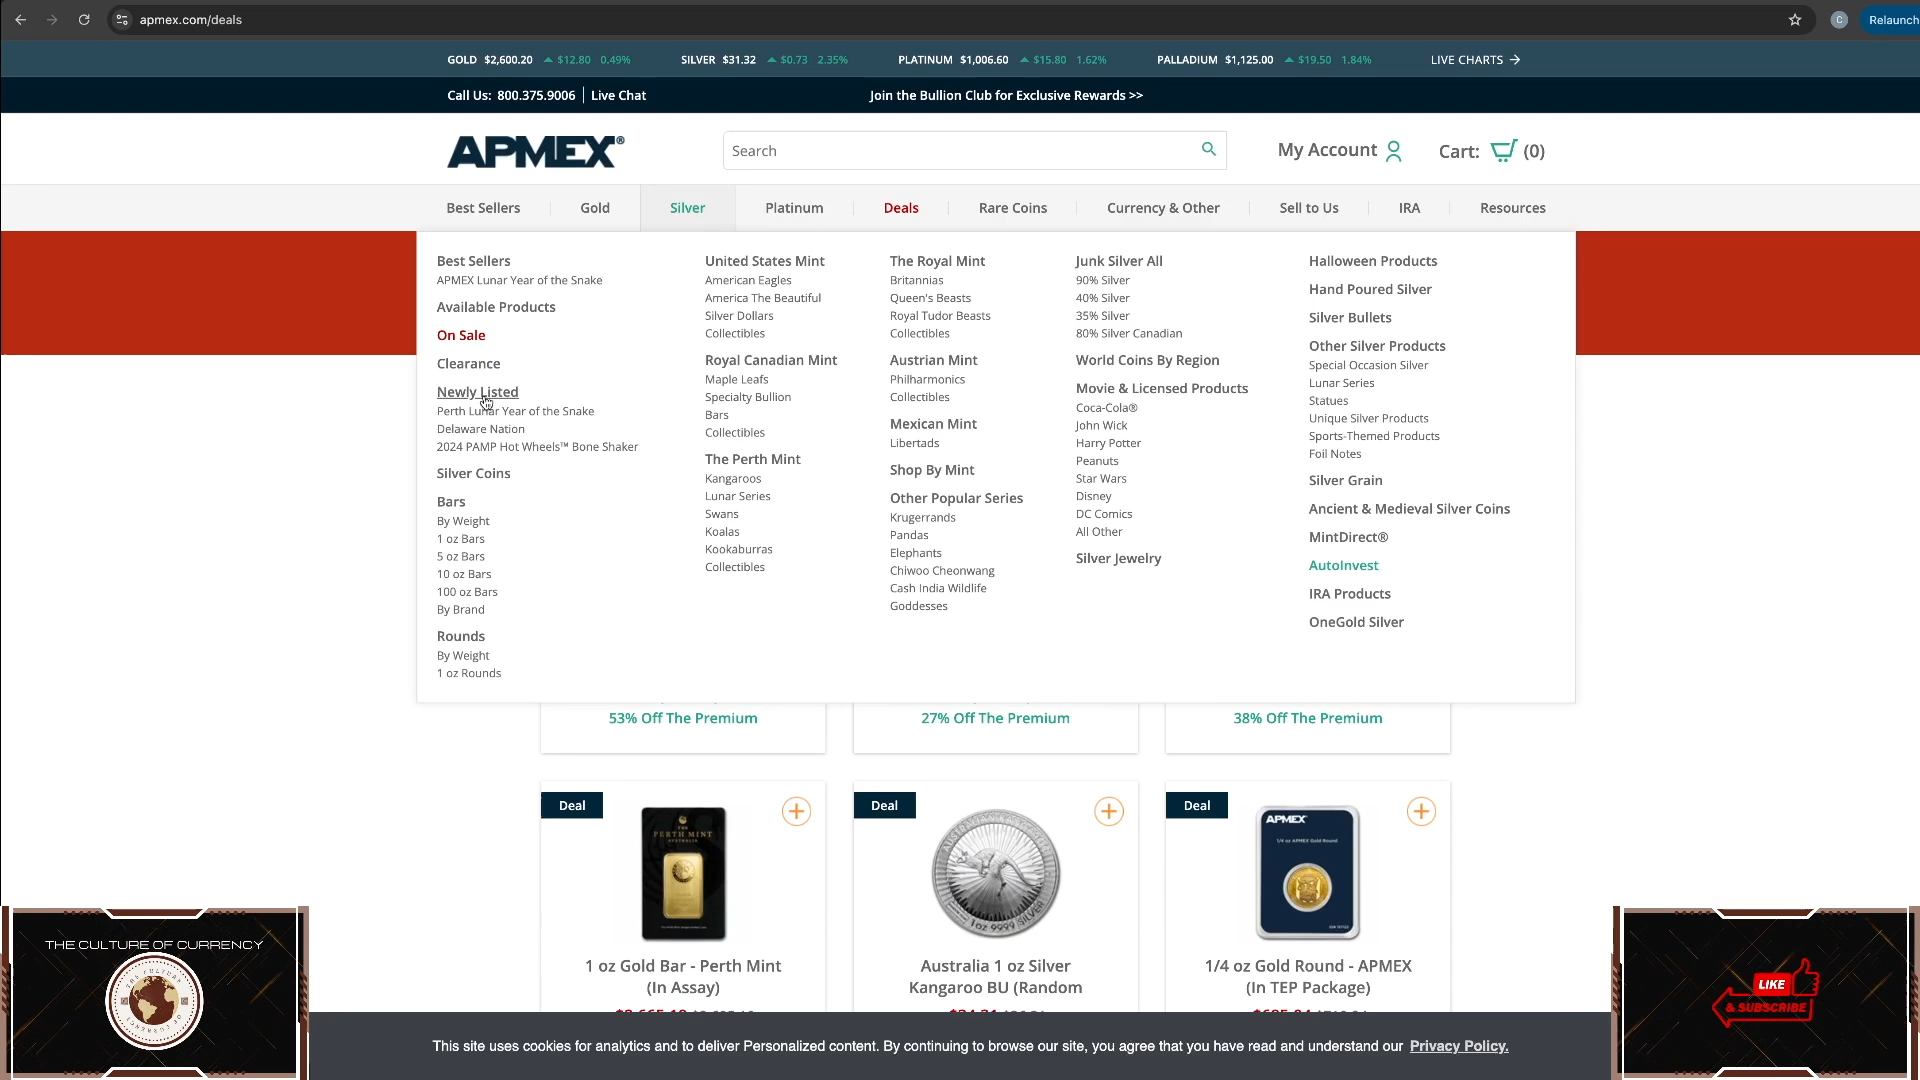 apmex.com/deals
C
Relaunch
GOLD $2,600.20 $12.80 0.49%
SILVER $31.32 $0.73 2.35%
PLATINUM $1,006.60 $15.80 1.62%
PALLADIUM $1,125.00 $19.50 1.84%
LIVE CHARTS
Call Us: 800.375.9006 | Live Chat
Join the Bullion Club for Exclusive Rewards >>
APMEX®
Search
My Account
Cart: (0)
Best Sellers
Gold
Silver
Platinum
Deals
Rare Coins
Currency & Other
Sell to Us
IRA
Resources
Best Sellers
APMEX Lunar Year of the Snake
Available Products
On Sale
Clearance
Newly Listed
Perth Lunar Year of the Snake
Delaware Nation
2024 PAMP Hot Wheels™ Bone Shaker
Silver Coins
Bars
By Weight
1 oz Bars
5 oz Bars
10 oz Bars
100 oz Bars
By Brand
Rounds
By Weight
1 oz Rounds
United States Mint
American Eagles
America The Beautiful
Silver Dollars
Collectibles
Royal Canadian Mint
Maple Leafs
Specialty Bullion
Bars
Collectibles
The Perth Mint
Kangaroos
Lunar Series
Swans
Koalas
Kookaburras
Collectibles
The Royal Mint
Britannias
Queen's Beasts
Royal Tudor Beasts
Collectibles
Austrian Mint
Philharmonics
Collectibles
Mexican Mint
Libertads
Shop By Mint
Other Popular Series
Krugerrands
Pandas
Elephants
Chiwoo Cheonwang
Cash India Wildlife
Goddesses
Junk Silver All
90% Silver
40% Silver
35% Silver
80% Silver Canadian
World Coins By Region
Movie & Licensed Products
Coca-Cola®
John Wick
Harry Potter
Peanuts
Star Wars
Disney
DC Comics
All Other
Silver Jewelry
Halloween Products
Hand Poured Silver
Silver Bullets
Other Silver Products
Special Occasion Silver
Lunar Series
Statues
Unique Silver Products
Sports-Themed Products
Foil Notes
Silver Grain
Ancient & Medieval Silver Coins
MintDirect®
AutoInvest
IRA Products
OneGold Silver
53% Off The Premium
27% Off The Premium
38% Off The Premium
Deal
THE
PERTH MINT
AUSTRALIA
1 oz Gold Bar - Perth Mint
(In Assay)
Deal
AUSTRALIAN KANGAROO
1oz 9999 SILVER
Australia 1 oz Silver
Kangaroo BU (Random
Deal
APMEX
1/4 oz APMEX Gold Round
1/4 oz Gold Round - APMEX
(In TEP Package)
THE CULTURE OF CURRENCY
THE CULTURE
OF CURRENCY
LIKE
& SUBSCRIBE
This site uses cookies for analytics and to deliver Personalized content. By continuing to browse our site, you agree that you have read and understand our Privacy Policy.